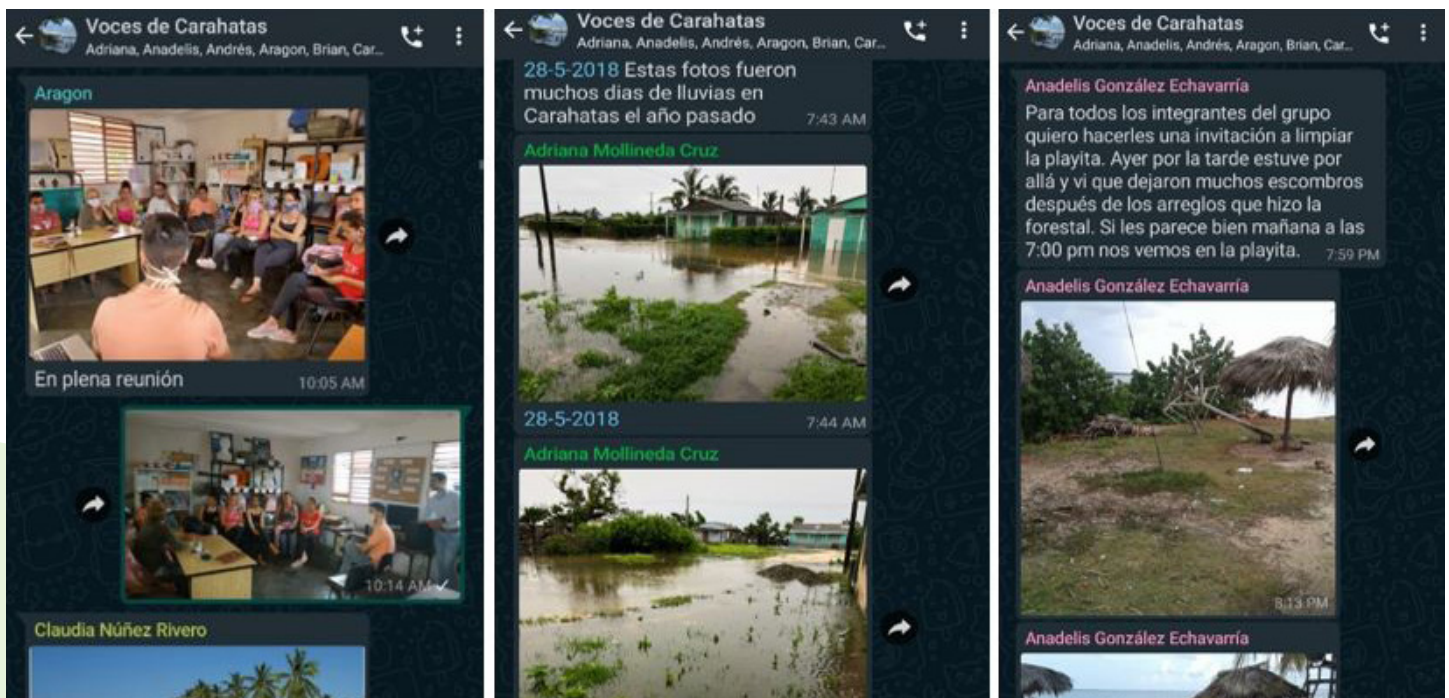 Voces de Carahatas
Adriana, Anadelis, Andrés, Aragon, Brian, Car...
Aragon
En plena reunión
10:05 AM
10:14 AM
Claudia Núñez Rivero
Voces de Carahatas
Adriana, Anadelis, Andrés, Aragon, Brian, Car...
28-5-2018 Estas fotos fueron
muchos dias de lluvias en
Carahatas el año pasado
7:43 AM
Adriana Mollineda Cruz
28-5-2018
7:44 AM
Adriana Mollineda Cruz
Voces de Carahatas
Adriana, Anadelis, Andrés, Aragon, Brian, Car...
Anadelis González Echavarría
Para todos los integrantes del grupo
quiero hacerles una invitación a limpiar
la playita. Ayer por la tarde estuve por
allá y vi que dejaron muchos escombros
después de los arreglos que hizo la
forestal. Si les parece bien mañana a las
7:00 pm nos vemos en la playita.
7:59 PM
Anadelis González Echavarría
8:13 PM
Anadelis González Echavarría